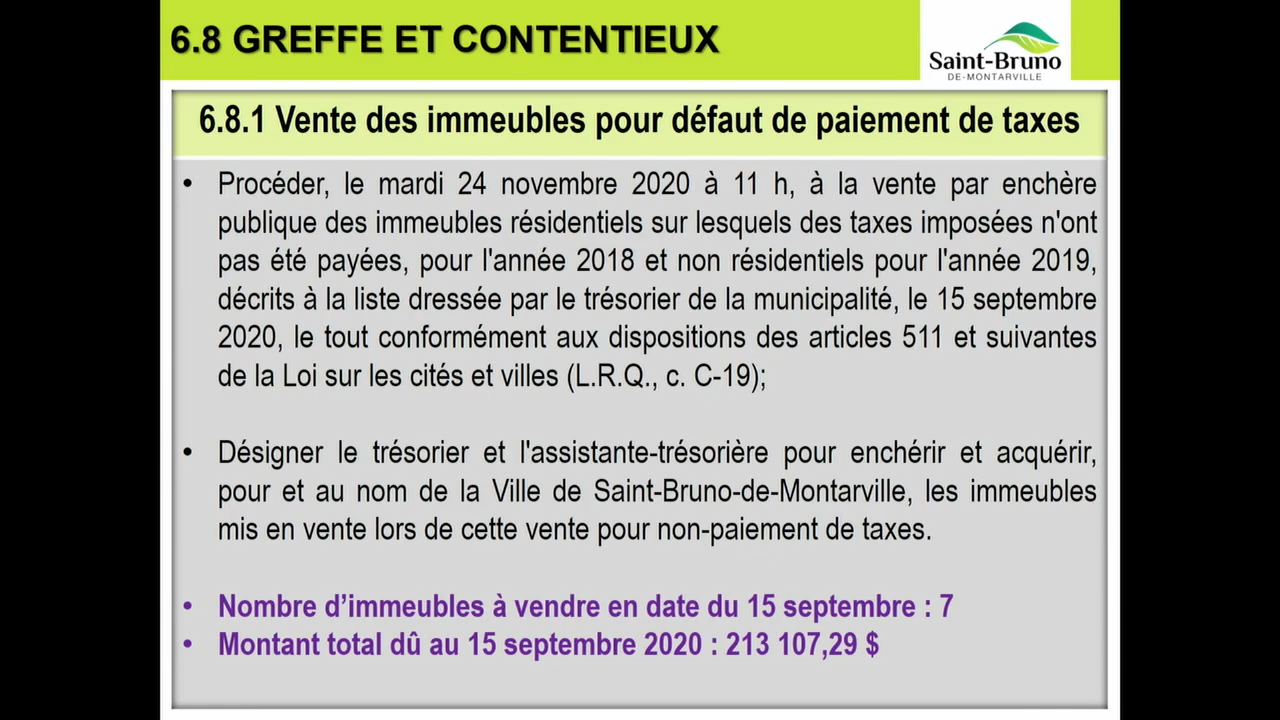 6.8 GREFFE ET CONTENTIEUX
Saint-Bruno
DE-MONTARVILLE
6.8.1 Vente des immeubles pour défaut de paiement de taxes
• Procéder, le mardi 24 novembre 2020 à 11 h, à la vente par enchère
publique des immeubles résidentiels sur lesquels des taxes imposées n'ont
pas été payées, pour l'année 2018 et non résidentiels pour l'année 2019,
décrits à la liste dressée par le trésorier de la municipalité, le 15 septembre
2020, le tout conformément aux dispositions des articles 511 et suivantes
de la Loi sur les cités et villes (L.R.Q., c. C-19);
• Désigner le trésorier et l'assistante-trésorière pour enchérir et acquérir,
pour et au nom de la Ville de Saint-Bruno-de-Montarville, les immeubles
mis en vente lors de cette vente pour non-paiement de taxes.
• Nombre d’immeubles à vendre en date du 15 septembre : 7
• Montant total dû au 15 septembre 2020 : 213 107,29 $